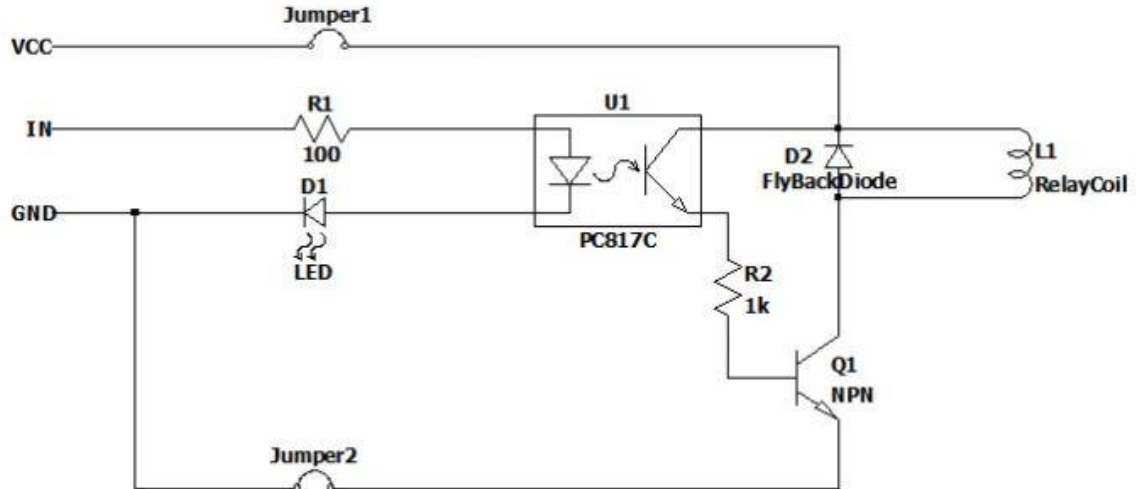 Jumper1
VCC
R1
U1
IN
100
D2
L1
FlyBackDiode
RelayCoil
D1
GND
PC817C
LED
R2
1k
Q1
NPN
Jumper2